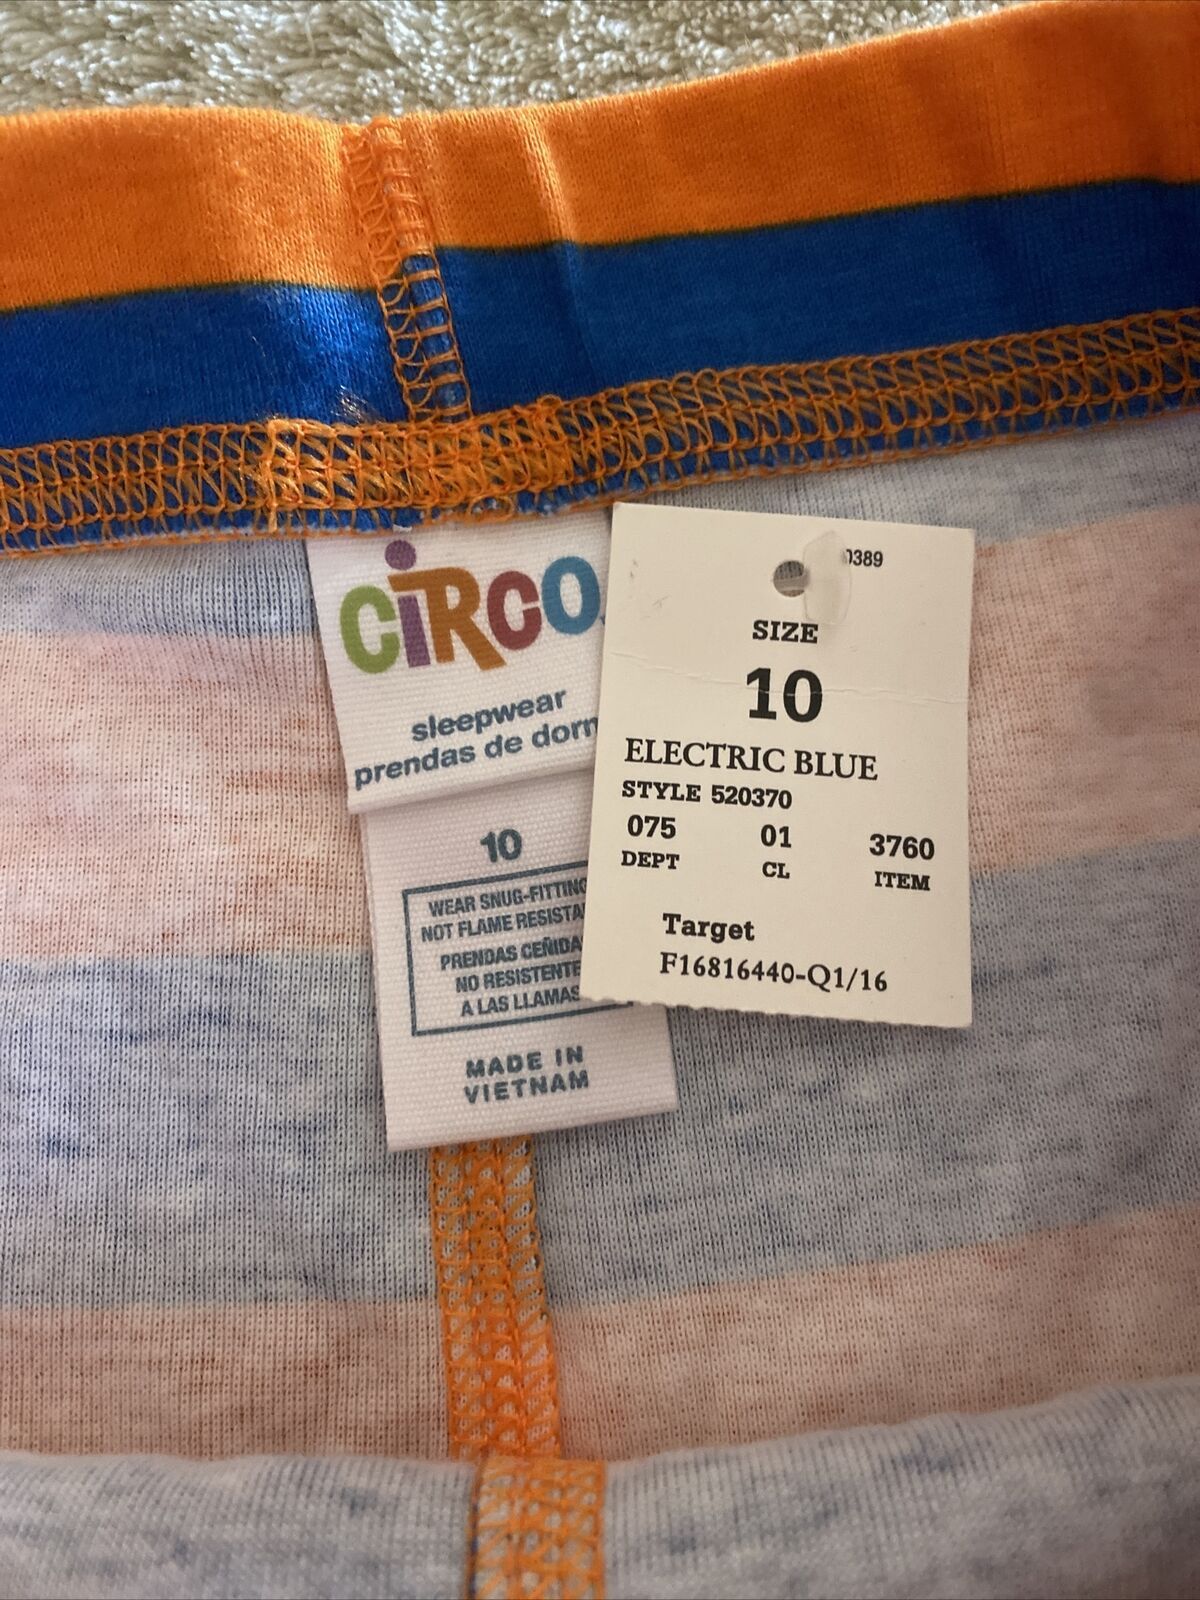 CiRCO
sleepwear
prendas de dorm
10
WEAR SNUG-FITTING
NOT FLAME RESISTA
PRENDAS CEÑIDA
NO RESISTENTE
A LAS LLAMAS
MADE IN
VIETNAM
0389
SIZE
10
ELECTRIC BLUE
STYLE 520370
075 01 3760
DEPT CL ITEM
Target
F16816440-Q1/16